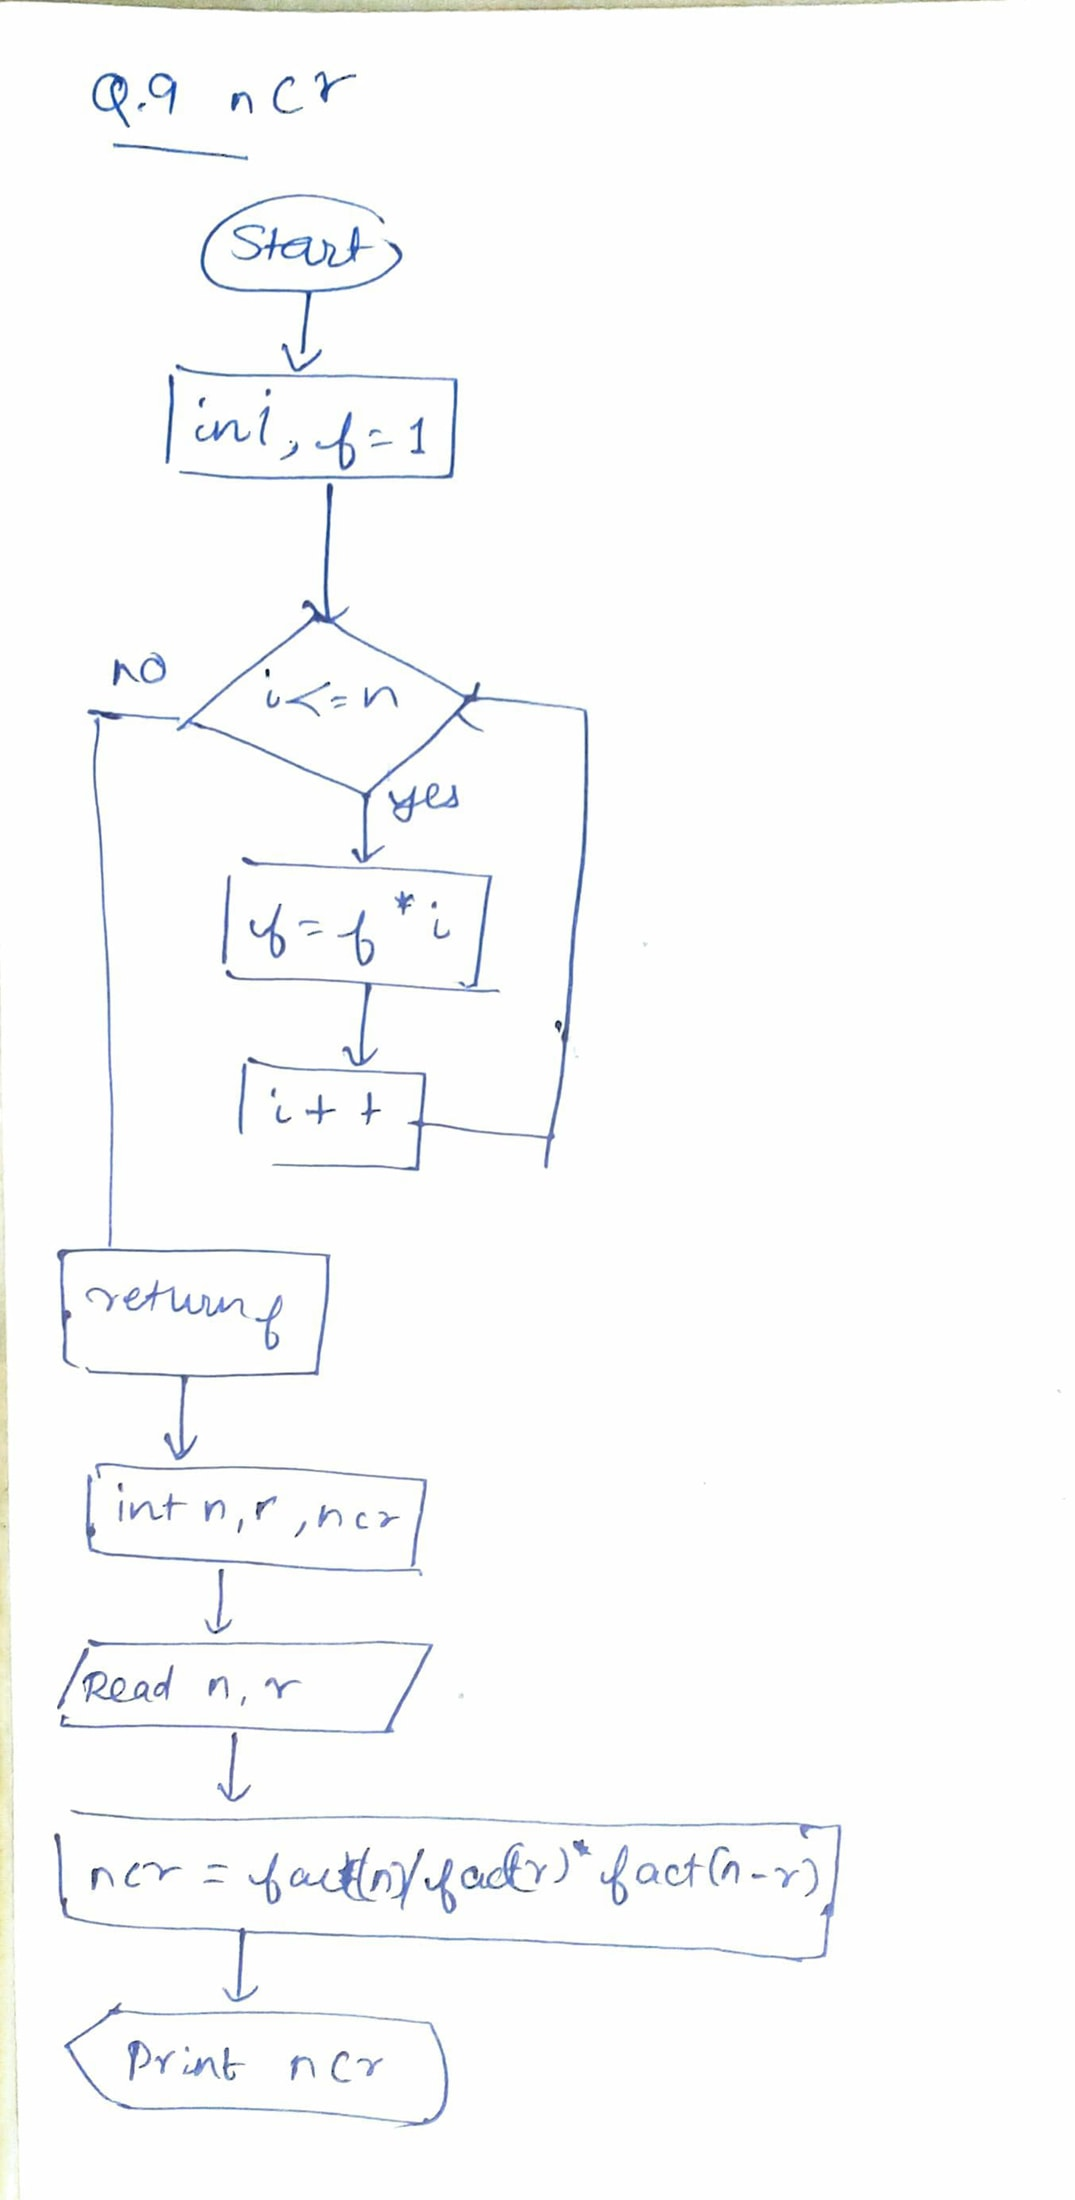 Q.9 ncr
Start
int i, f=1
i<=n
no
yes
f=f*i
i++
return f
int n,r,ncr
Read n, r
ncr = fact(n)/fact(r)*fact(n-r)
Print ncr